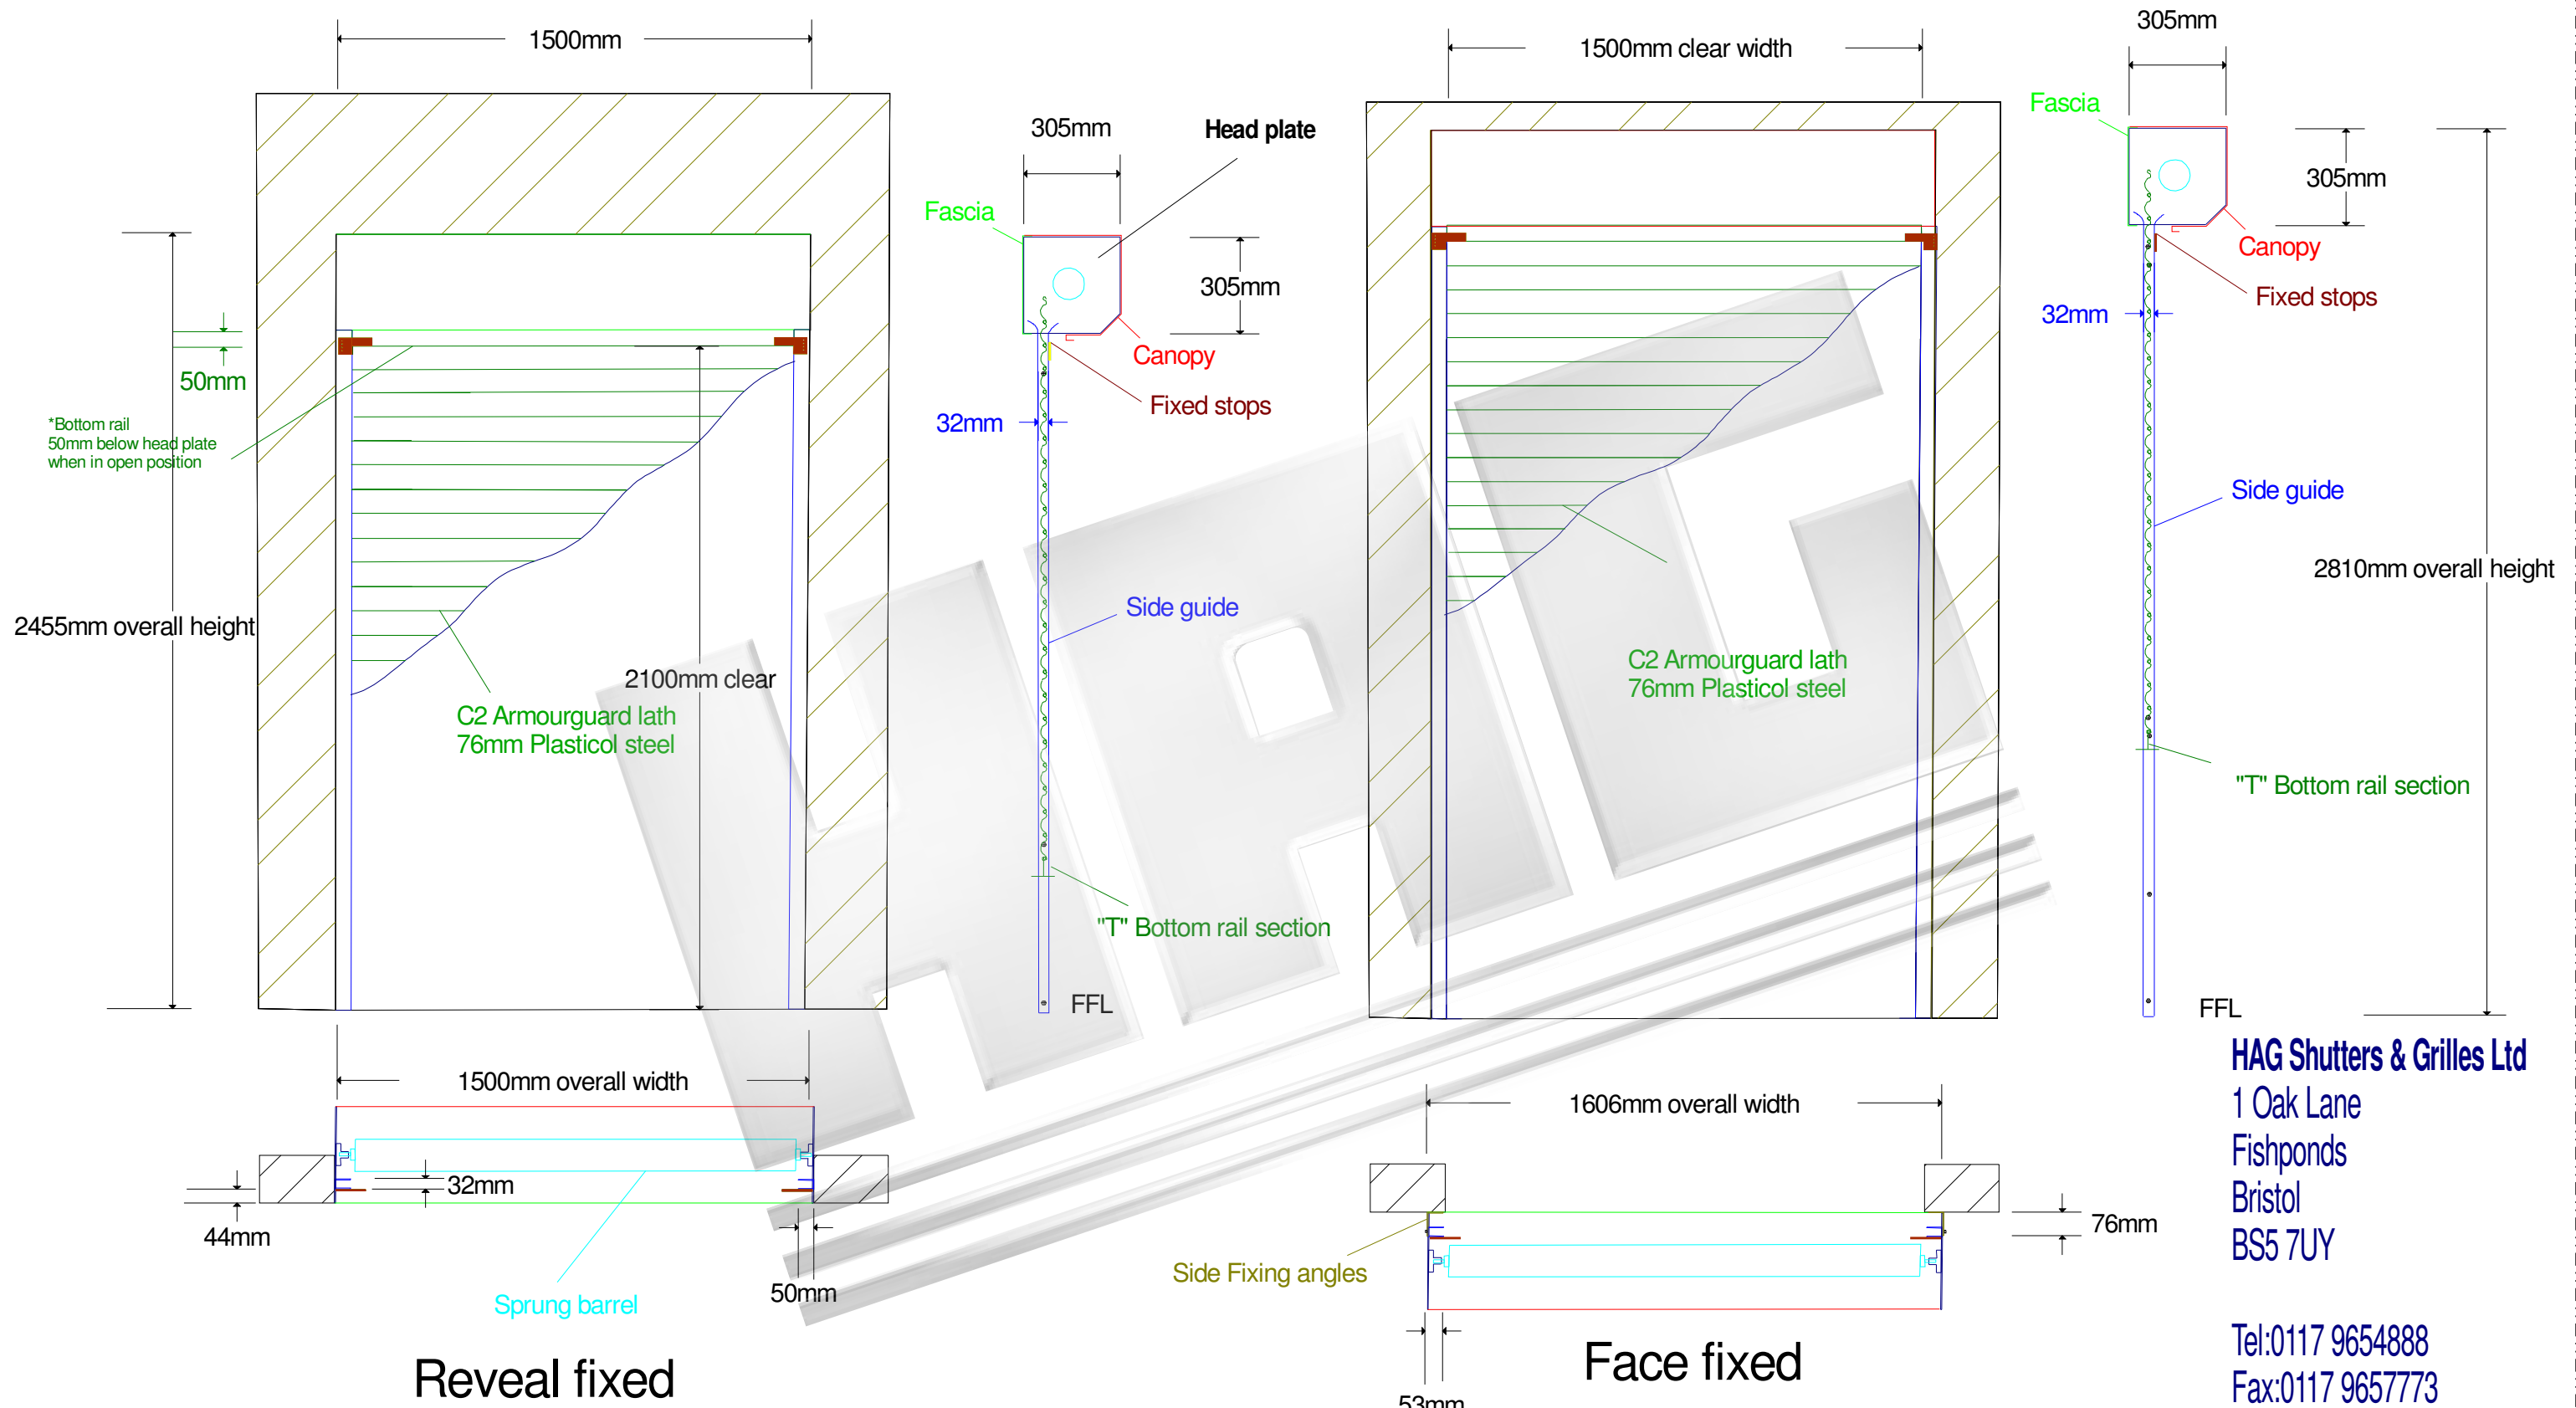 1500mm
50mm
*Bottom rail
50mm below head plate
when in open position
2455mm overall height
2100mm clear
C2 Armourguard lath
76mm Plasticol steel
305mm
Head plate
Fascia
305mm
Canopy
Fixed stops
32mm
Side guide
"T" Bottom rail section
FFL
1500mm overall width
32mm
44mm
50mm
Sprung barrel
Reveal fixed
1500mm clear width
C2 Armourguard lath
76mm Plasticol steel
305mm
Fascia
305mm
Canopy
Fixed stops
32mm
Side guide
2810mm overall height
"T" Bottom rail section
FFL
1606mm overall width
76mm
Side Fixing angles
53mm
Face fixed
HAG
HAG Shutters & Grilles Ltd
1 Oak Lane
Fishponds
Bristol
BS5 7UY
Tel:0117 9654888
Fax:0117 9657773